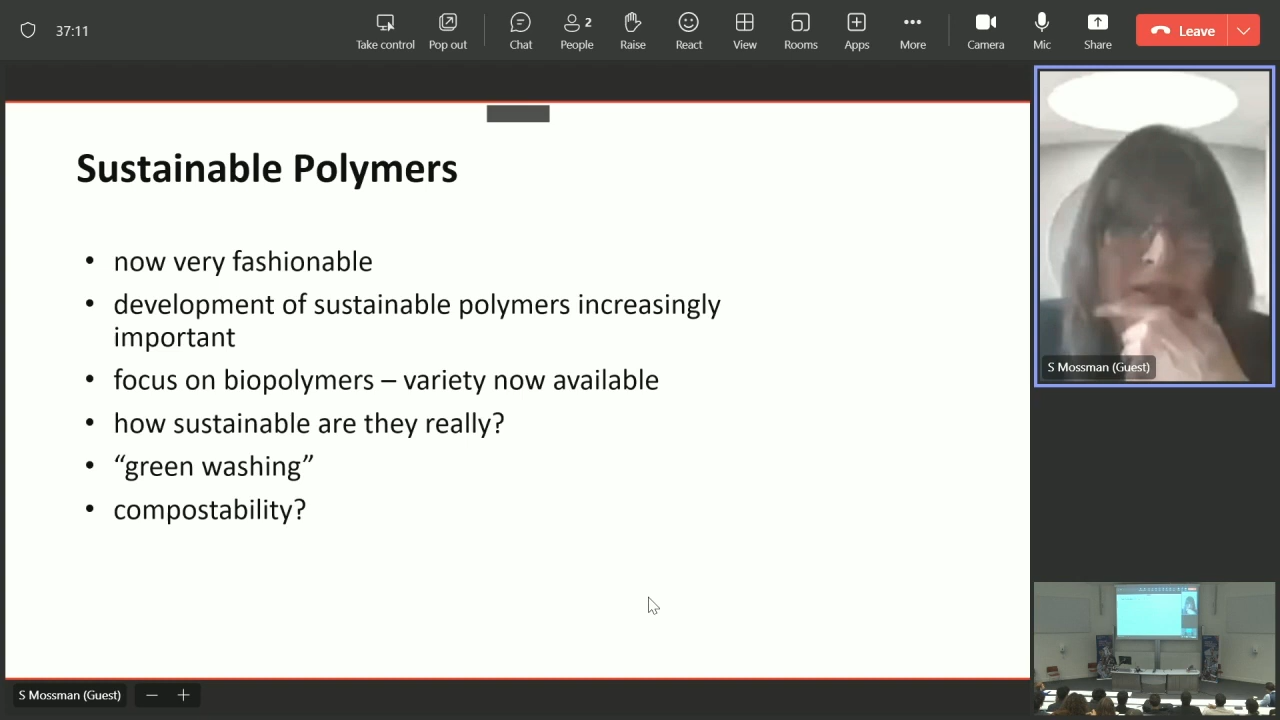 37:11
Take control
Pop out
Chat
2
People
Raise
React
View
Rooms
Apps
More
Camera
Mic
Share
Leave
Sustainable Polymers
• now very fashionable
• development of sustainable polymers increasingly
important
• focus on biopolymers – variety now available
• how sustainable are they really?
• “green washing”
• compostability?
S Mossman (Guest)
S Mossman (Guest)